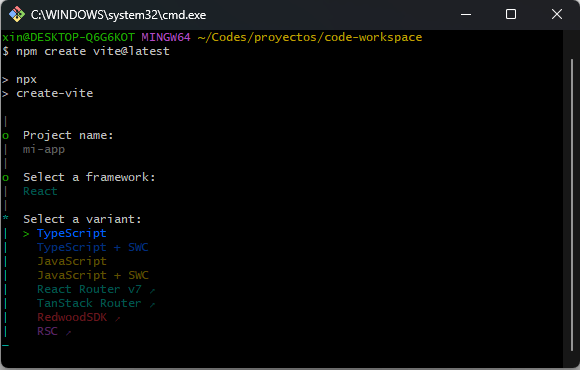 C:\WINDOWS\system32\cmd.exe
xin@DESKTOP-Q6G6KOT MINGW64 ~/Codes/proyectos/code-workspace
$ npm create vite@latest
> npx
> create-vite
|
o  Project name:
|  mi-app
|
o  Select a framework:
|  React
|
*  Select a variant:
|  > TypeScript
|    TypeScript + SWC
|    JavaScript
|    JavaScript + SWC
|    React Router v7 ↗
|    TanStack Router ↗
|    RedwoodSDK ↗
|    RSC ↗
—